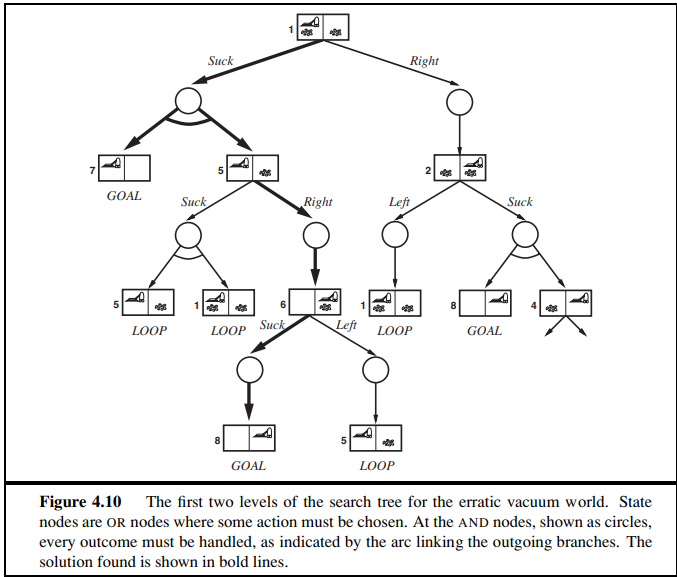 1
Suck Right
7 5 2
GOAL
Suck Right Left Suck
5 1 6 1 8 4
LOOP LOOP Suck Left LOOP GOAL
8 5
GOAL LOOP
Figure 4.10 The first two levels of the search tree for the erratic vacuum world. State
nodes are OR nodes where some action must be chosen. At the AND nodes, shown as circles,
every outcome must be handled, as indicated by the arc linking the outgoing branches. The
solution found is shown in bold lines.